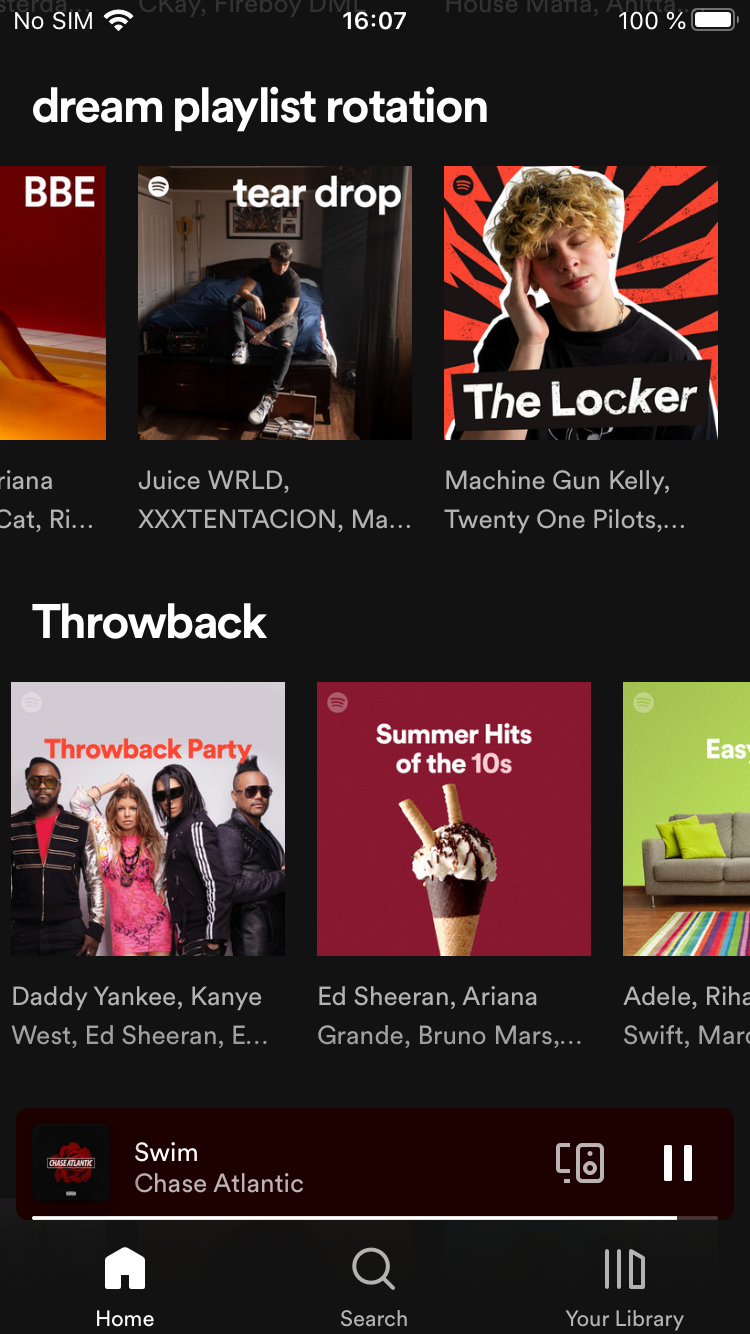 CKay, Fireboy DML
House Mafia, Anitta,...
No SIM
16:07
100 %
dream playlist rotation
BBE
tear drop
The Locker
riana
Cat, Ri...
Juice WRLD,
XXXTENTACION, Ma...
Machine Gun Kelly,
Twenty One Pilots,...
Throwback
Throwback Party
Summer Hits
of the 10s
Easy
Daddy Yankee, Kanye
West, Ed Sheeran, E...
Ed Sheeran, Ariana
Grande, Bruno Mars,...
Adele, Riha
Swift, Marc
CHASE ATLANTIC
Swim
Chase Atlantic
Home
Search
Your Library